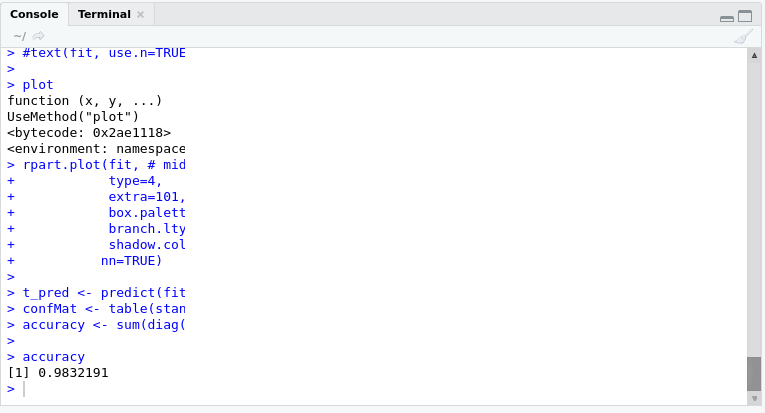 Console Terminal ×
~/
> #text(fit, use.n=TRUE
>
> plot
function (x, y, ...)
UseMethod("plot")
<bytecode: 0x2ae1118>
<environment: namespace
> rpart.plot(fit, # mid
+            type=4,
+            extra=101,
+            box.palett
+            branch.lty
+            shadow.col
+           nn=TRUE)
>
> t_pred <- predict(fit
> confMat <- table(stan
> accuracy <- sum(diag(
>
> accuracy
[1] 0.9832191
>